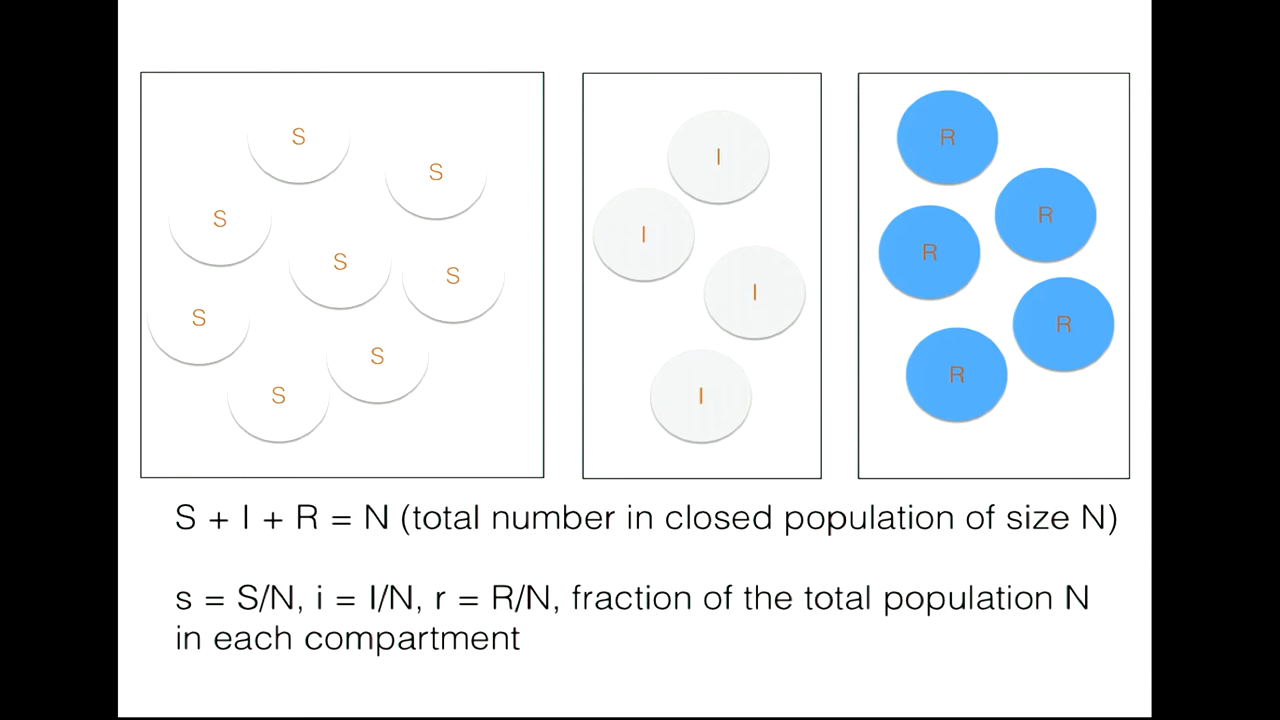 S
S
S
S
S
S
S
S
I
I
I
I
R
R
R
R
R
S + I + R = N (total number in closed population of size N)
s = S/N, i = I/N, r = R/N, fraction of the total population N
in each compartment